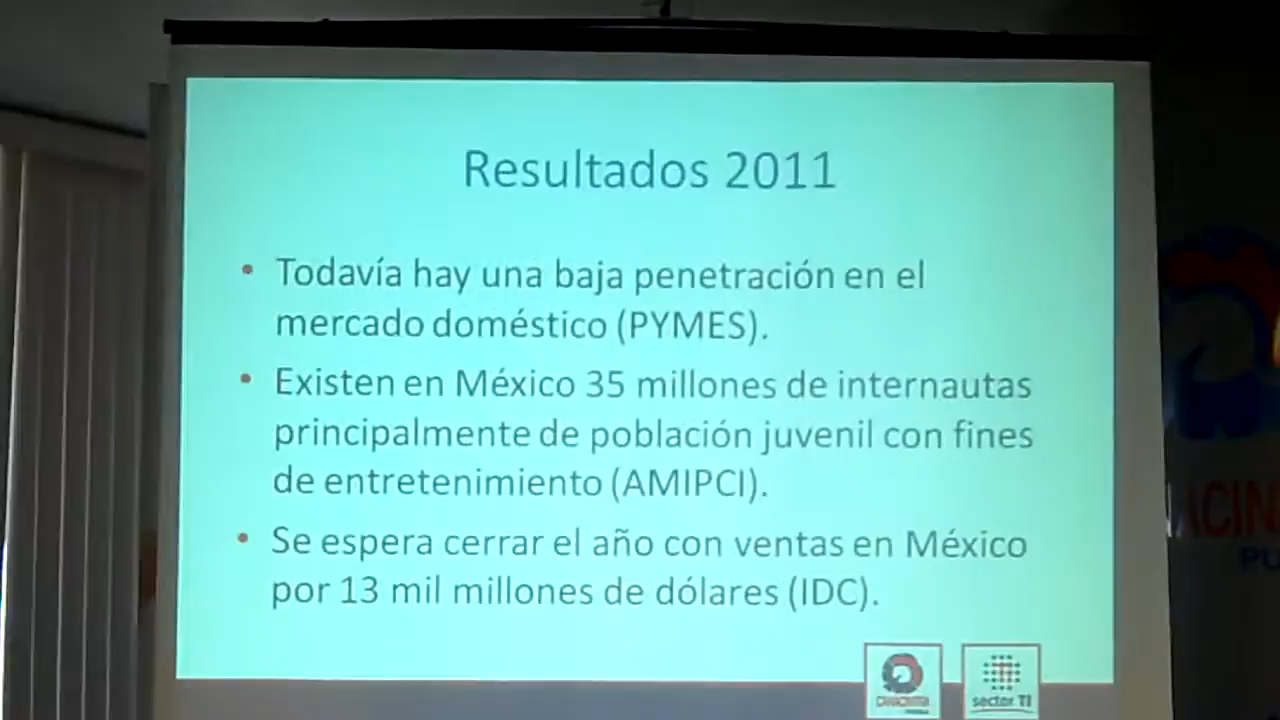 Resultados 2011
• Todavía hay una baja penetración en el
mercado doméstico (PYMES).
• Existen en México 35 millones de internautas
principalmente de población juvenil con fines
de entretenimiento (AMIPCI).
• Se espera cerrar el año con ventas en México
por 13 mil millones de dólares (IDC).
sector TI